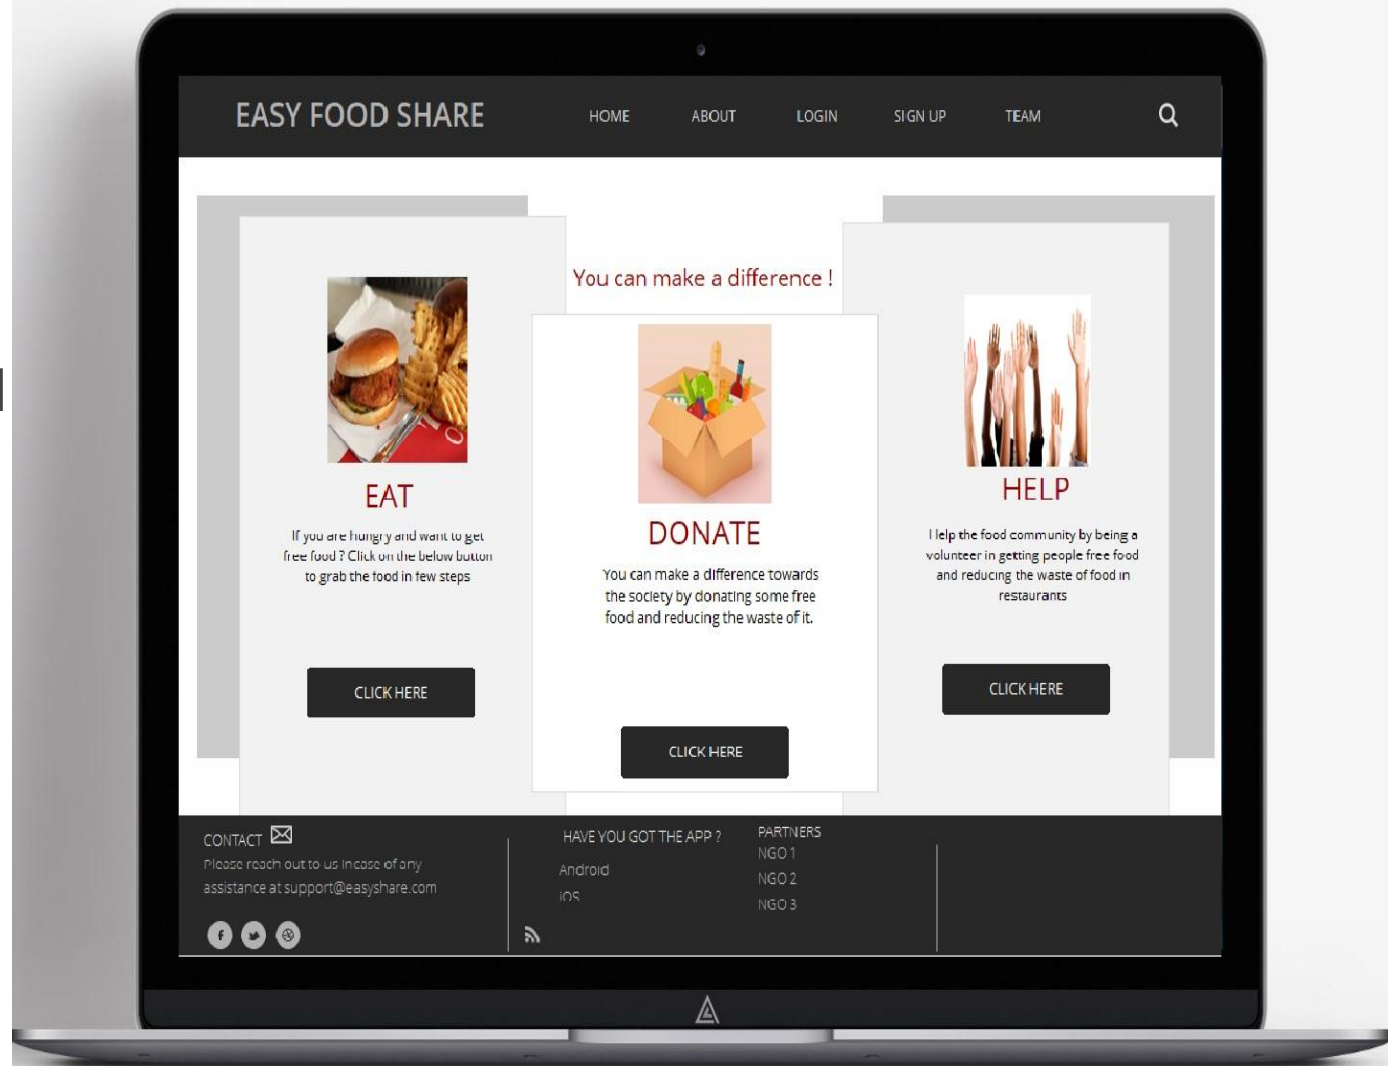 EASY FOOD SHARE
HOME
ABOUT
LOGIN
SIGN UP
TEAM
You can make a difference !
EAT
If you are hungry and want to get
free food ? Click on the below button
to grab the food in few steps
CLICK HERE
DONATE
You can make a difference towards
the society by donating some free
food and reducing the waste of it.
CLICK HERE
HELP
Help the food community by being a
volunteer in getting people free food
and reducing the waste of food in
restaurants
CLICK HERE
CONTACT
Please reach out to us incase of any
assistance at support@easyshare.com
HAVE YOU GOT THE APP ?
Android
iOS
PARTNERS
NGO 1
NGO 2
NGO 3